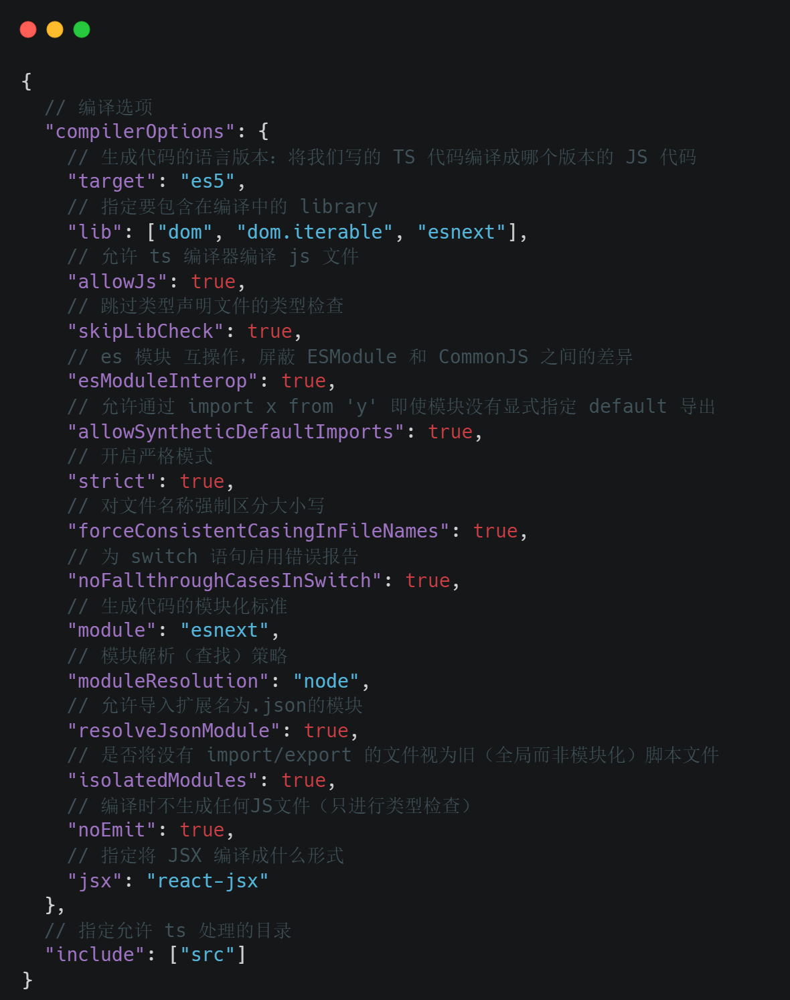 {
  // 编译选项
  "compilerOptions": {
    // 生成代码的语言版本：将我们写的 TS 代码编译成哪个版本的 JS 代码
    "target": "es5",
    // 指定要包含在编译中的 library
    "lib": ["dom", "dom.iterable", "esnext"],
    // 允许 ts 编译器编译 js 文件
    "allowJs": true,
    // 跳过类型声明文件的类型检查
    "skipLibCheck": true,
    // es 模块 互操作，屏蔽 ESModule 和 CommonJS 之间的差异
    "esModuleInterop": true,
    // 允许通过 import x from 'y' 即使模块没有显式指定 default 导出
    "allowSyntheticDefaultImports": true,
    // 开启严格模式
    "strict": true,
    // 对文件名称强制区分大小写
    "forceConsistentCasingInFileNames": true,
    // 为 switch 语句启用错误报告
    "noFallthroughCasesInSwitch": true,
    // 生成代码的模块化标准
    "module": "esnext",
    // 模块解析（查找）策略
    "moduleResolution": "node",
    // 允许导入扩展名为.json的模块
    "resolveJsonModule": true,
    // 是否将没有 import/export 的文件视为旧（全局而非模块化）脚本文件
    "isolatedModules": true,
    // 编译时不生成任何JS文件（只进行类型检查）
    "noEmit": true,
    // 指定将 JSX 编译成什么形式
    "jsx": "react-jsx"
  },
  // 指定允许 ts 处理的目录
  "include": ["src"]
}